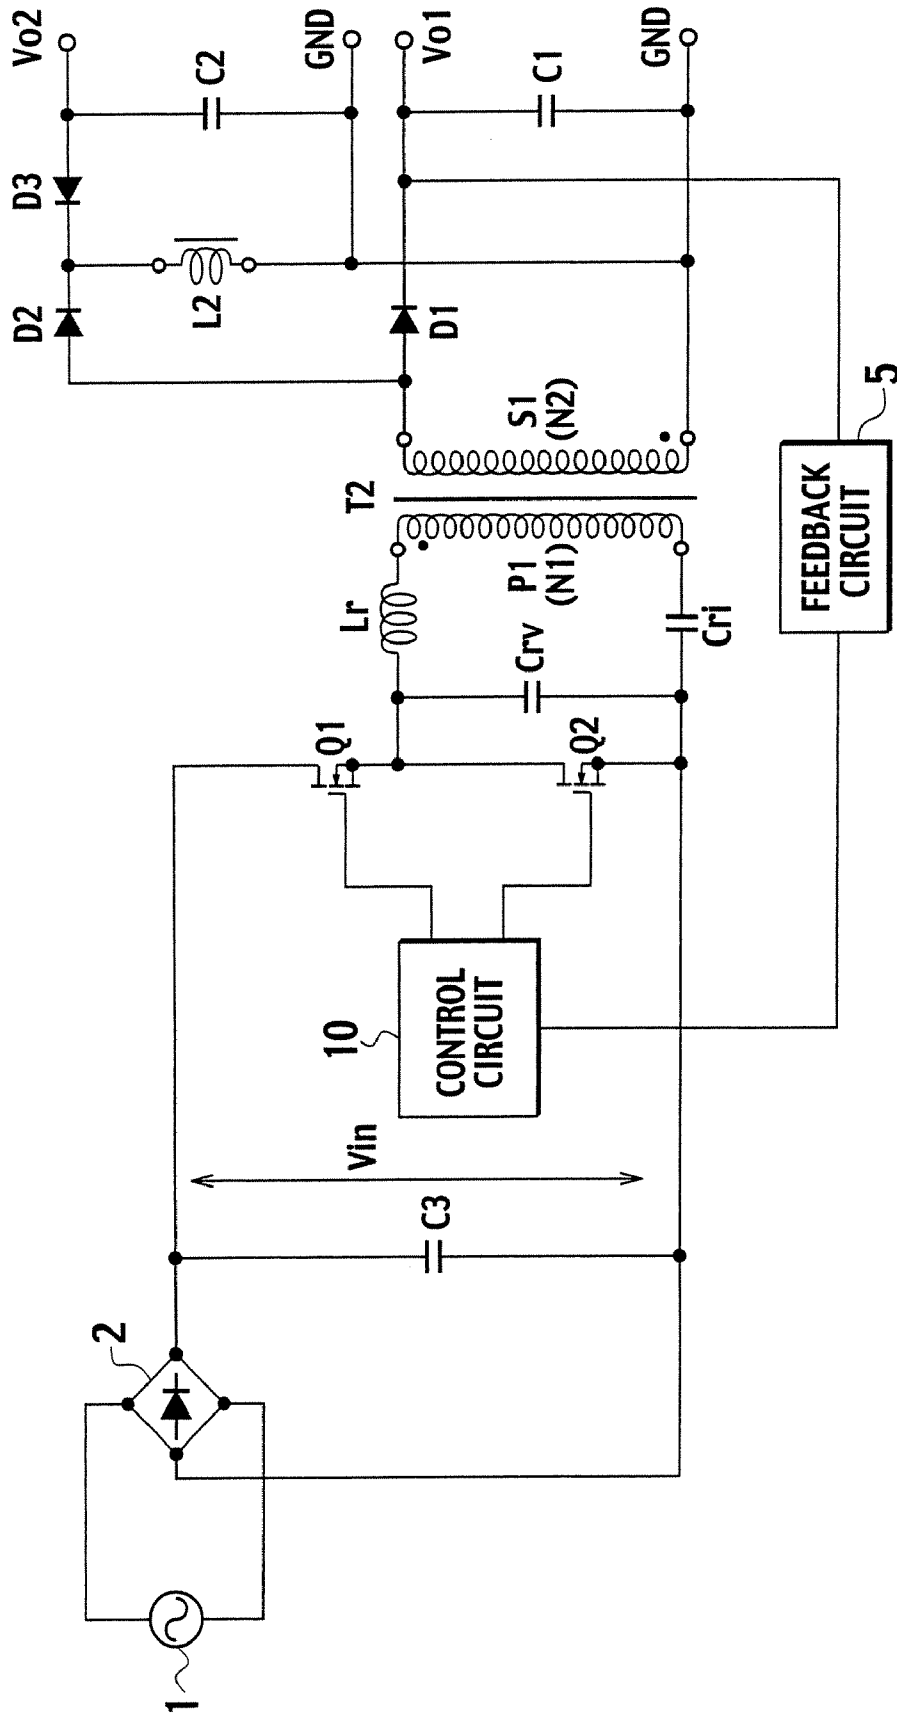 1
2
C3
Vin
10
CONTROL
CIRCUIT
Q1
Q2
Lr
Crv
Cri
T2
P1
(N1)
S1
(N2)
D1
D2
D3
L2
C2
C1
Vo2
GND
Vo1
GND
FEEDBACK
CIRCUIT
5